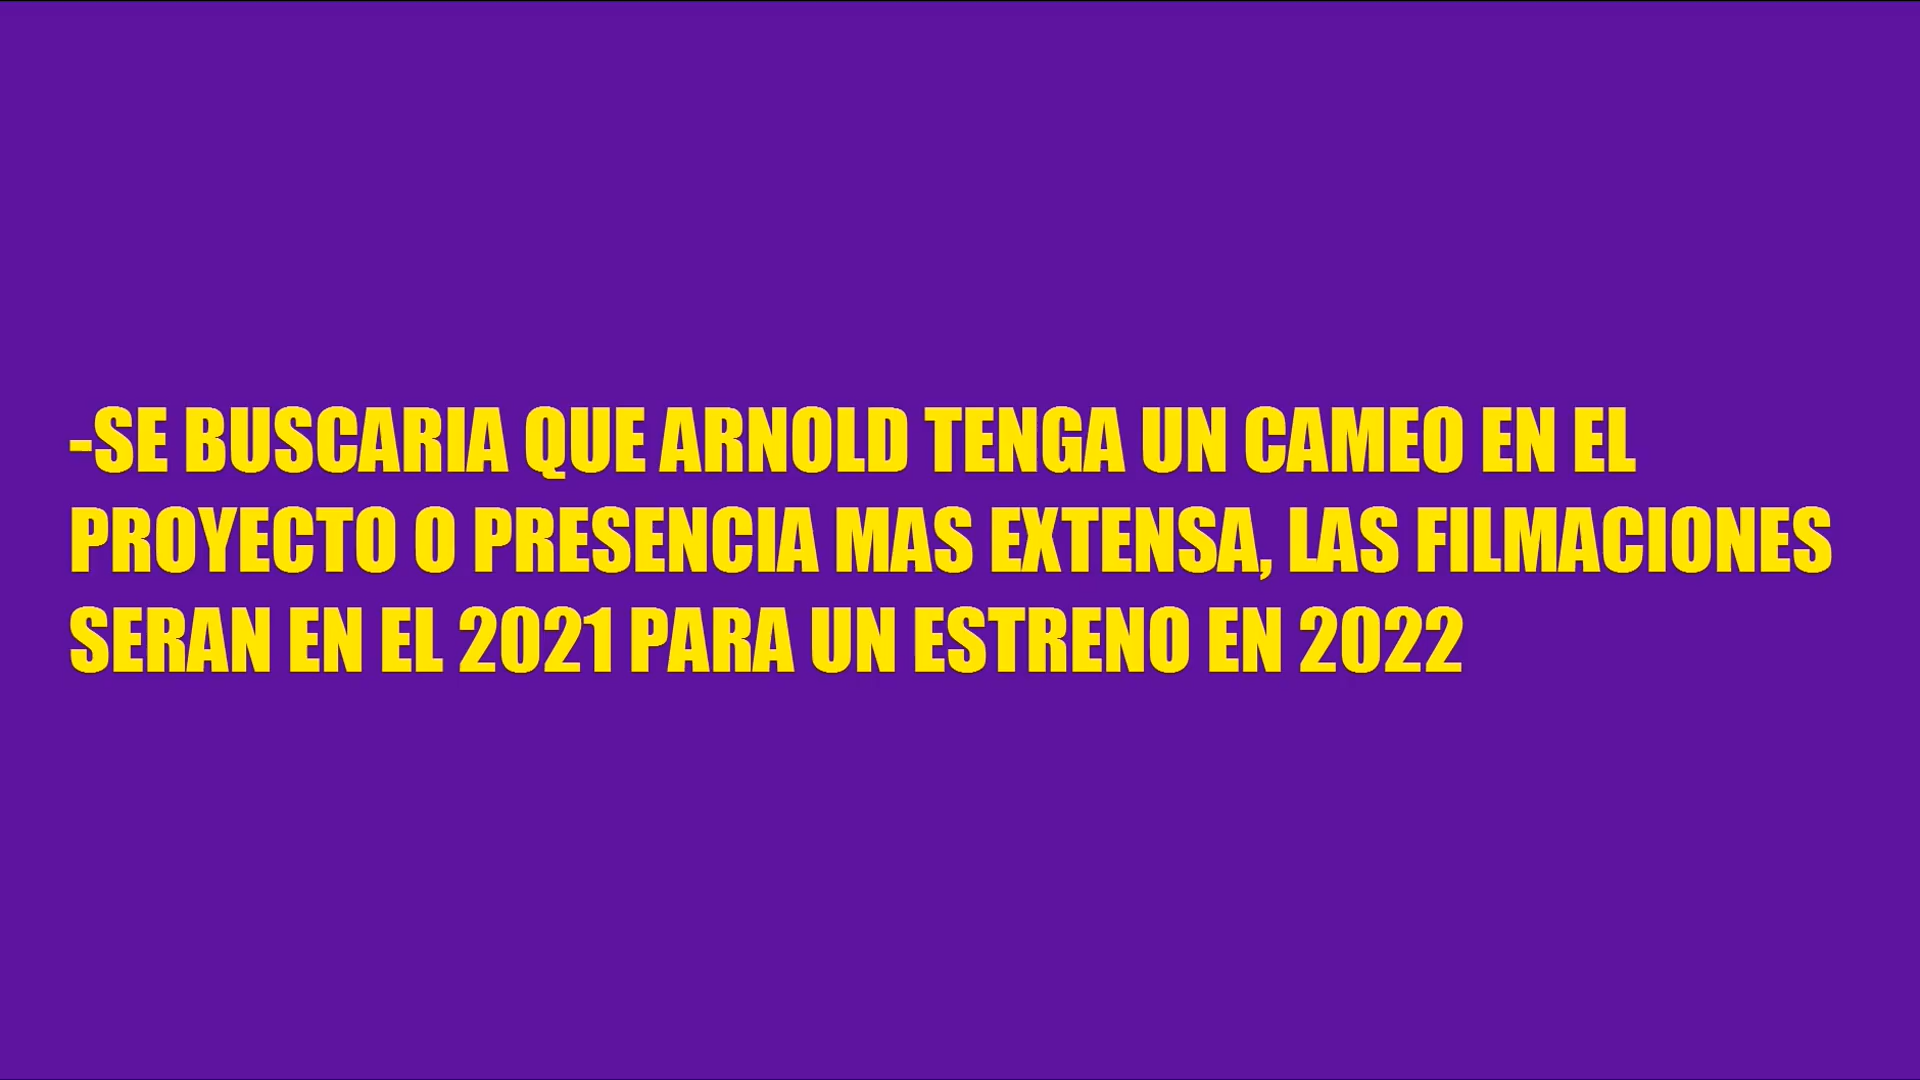 -SE BUSCARIA QUE ARNOLD TENGA UN CAMEO EN EL
PROYECTO O PRESENCIA MAS EXTENSA, LAS FILMACIONES
SERAN EN EL 2021 PARA UN ESTRENO EN 2022